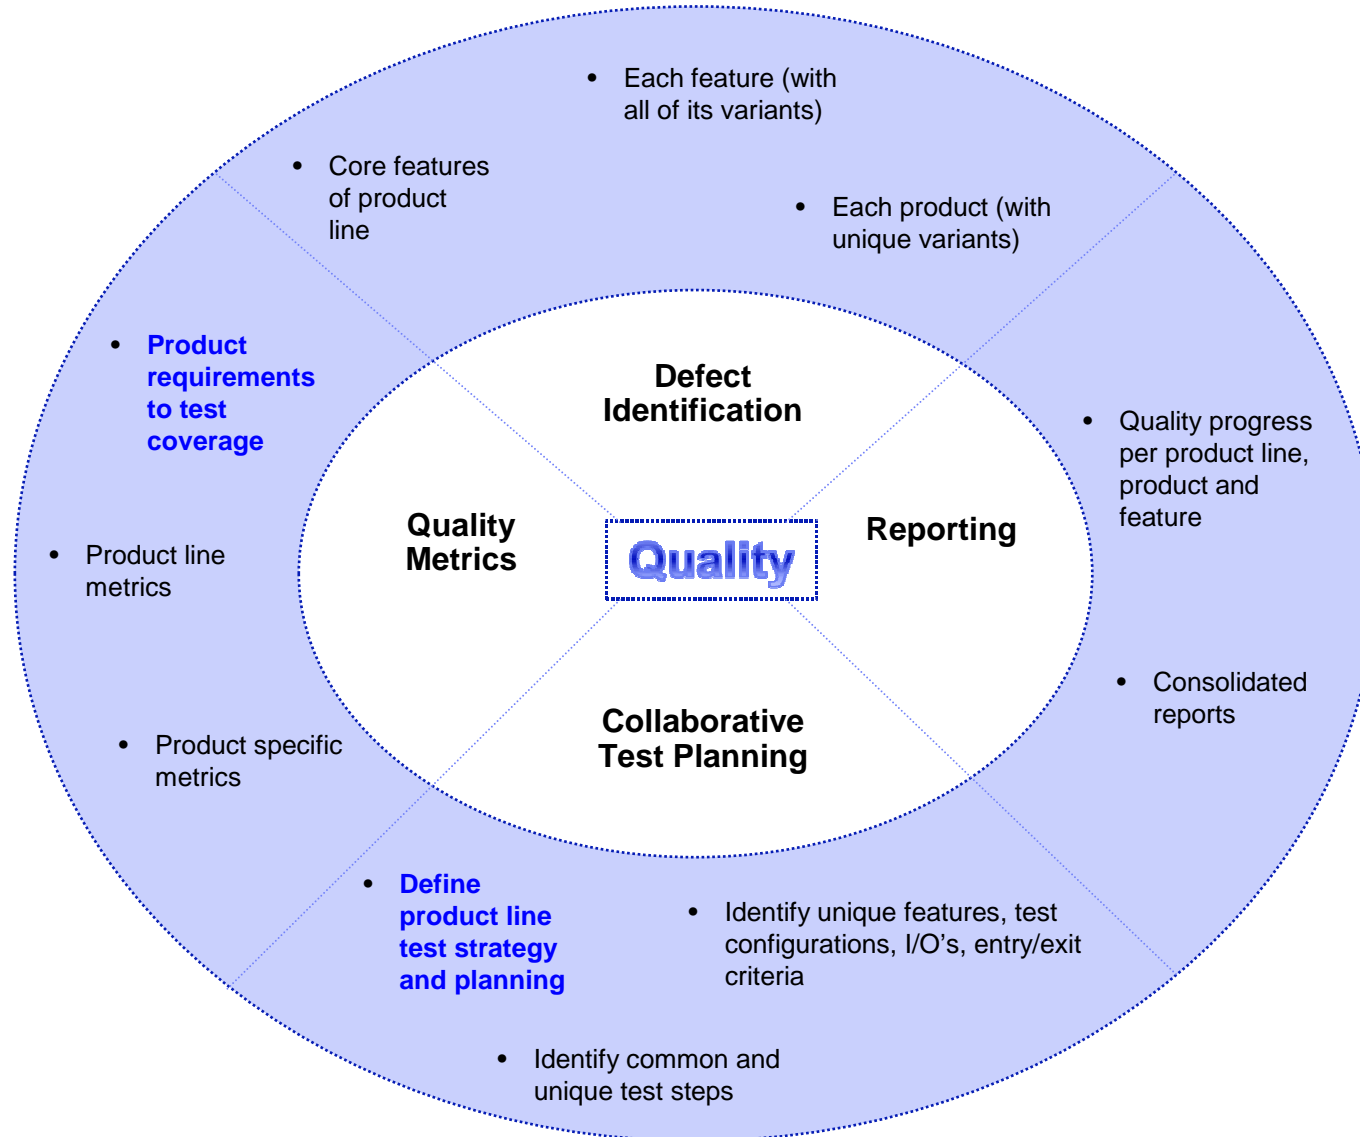 • Each feature (with
all of its variants)
• Core features
of product
line
• Each product (with
unique variants)
• Product
requirements
to test
coverage
Defect
Identification
• Quality progress
per product line,
product and
feature
Quality
Metrics
Quality
Reporting
• Product line
metrics
• Consolidated
reports
Collaborative
Test Planning
• Product specific
metrics
• Define
product line
test strategy
and planning
• Identify unique features, test
configurations, I/O’s, entry/exit
criteria
• Identify common and
unique test steps